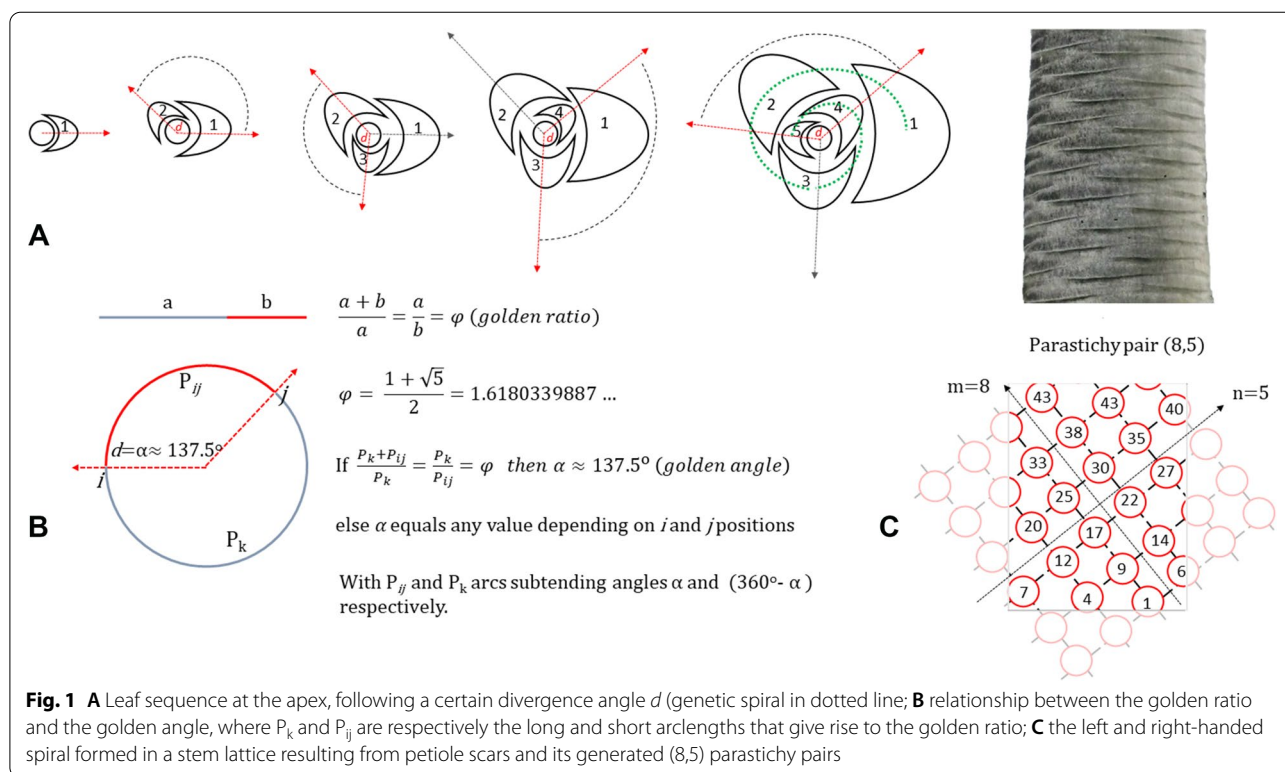 1
2
d
1
2
d
1
3
2
4
d
1
3
2
4
5
d
1
3
A
a b
a + b / a = a / b = φ (golden ratio)
φ = 1 + √5 / 2 = 1.6180339887 ...
P_ij
j
d=α≈ 137.5°
i
P_k
B
If P_k+P_ij / P_k = P_k / P_ij = φ then α ≈ 137.5° (golden angle)
else α equals any value depending on i and j positions
With P_ij and P_k arcs subtending angles α and (360°- α )
respectively.
Parastichy pair (8,5)
m=8
n=5
43 43 40
38 35
33 30 27
25 22
20 17 14
12 9 6
7 4 1
C
Fig. 1 A Leaf sequence at the apex, following a certain divergence angle d (genetic spiral in dotted line; B relationship between the golden ratio
and the golden angle, where P_k and P_ij are respectively the long and short arclengths that give rise to the golden ratio; C the left and right-handed
spiral formed in a stem lattice resulting from petiole scars and its generated (8,5) parastichy pairs